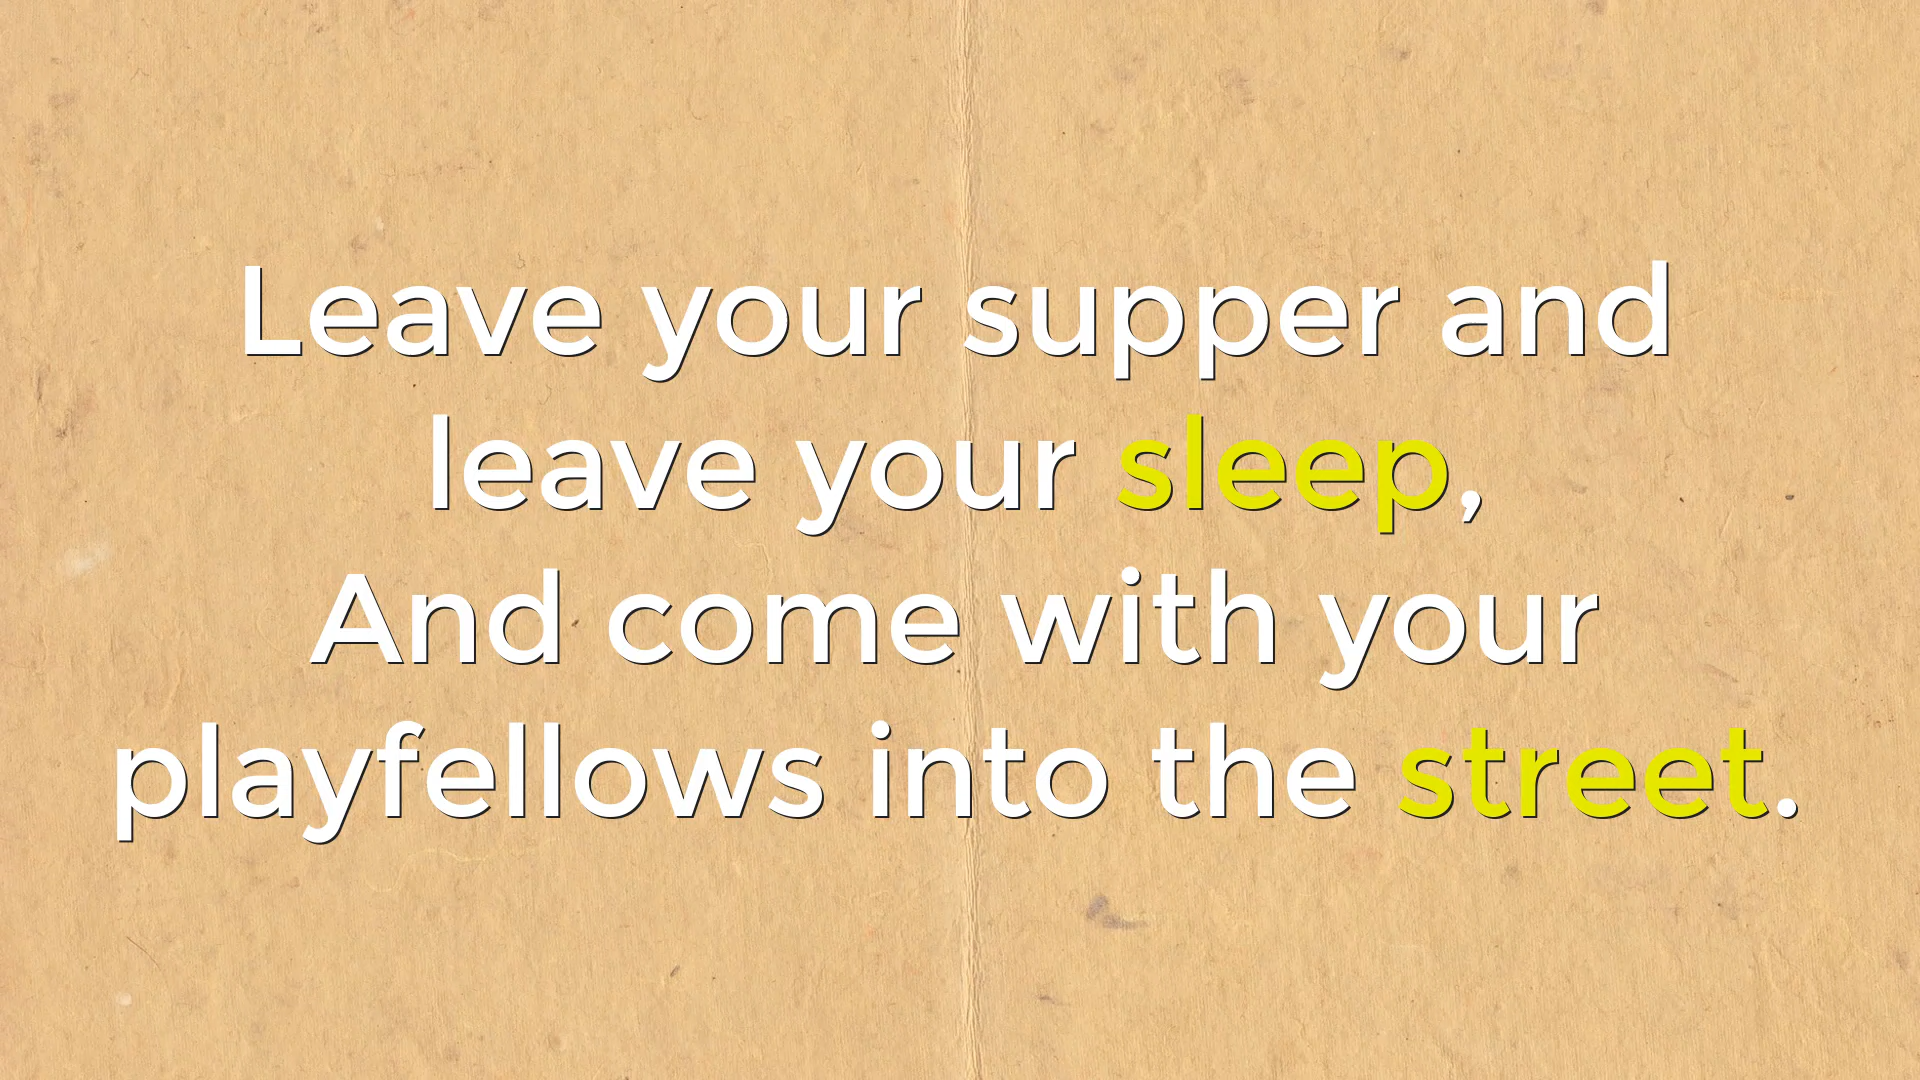 Leave your supper and
leave your sleep,
And come with your
playfellows into the street.